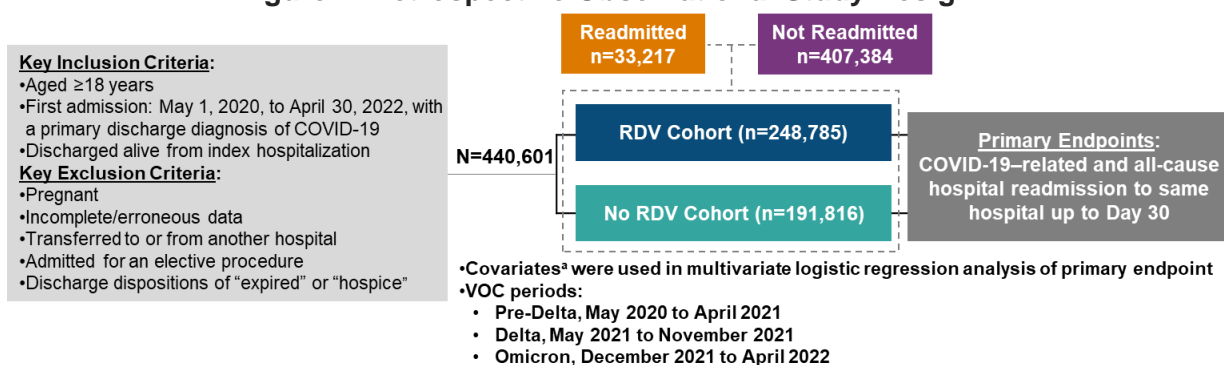 Readmitted
n=33,217
Not Readmitted
n=407,384
Key Inclusion Criteria:
•Aged ≥18 years
•First admission: May 1, 2020, to April 30, 2022, with
a primary discharge diagnosis of COVID-19
•Discharged alive from index hospitalization
Key Exclusion Criteria:
•Pregnant
•Incomplete/erroneous data
•Transferred to or from another hospital
•Admitted for an elective procedure
•Discharge dispositions of “expired” or “hospice”
N=440,601
RDV Cohort (n=248,785)
No RDV Cohort (n=191,816)
Primary Endpoints:
COVID-19–related and all-cause
hospital readmission to same
hospital up to Day 30
•Covariatesᵃ were used in multivariate logistic regression analysis of primary endpoint
•VOC periods:
• Pre-Delta, May 2020 to April 2021
• Delta, May 2021 to November 2021
• Omicron, December 2021 to April 2022